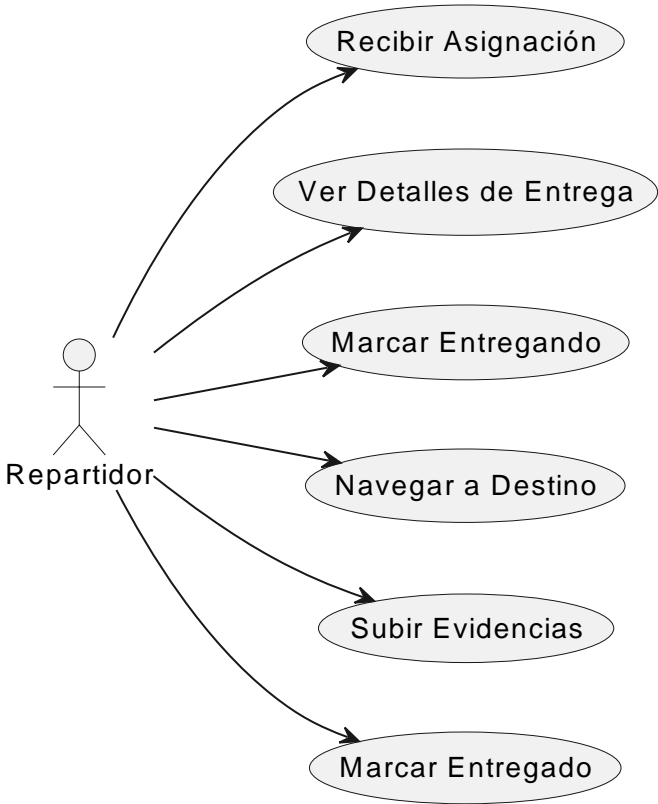 Recibir Asignación
Ver Detalles de Entrega
Marcar Entregando
Navegar a Destino
Repartidor
Subir Evidencias
Marcar Entregado